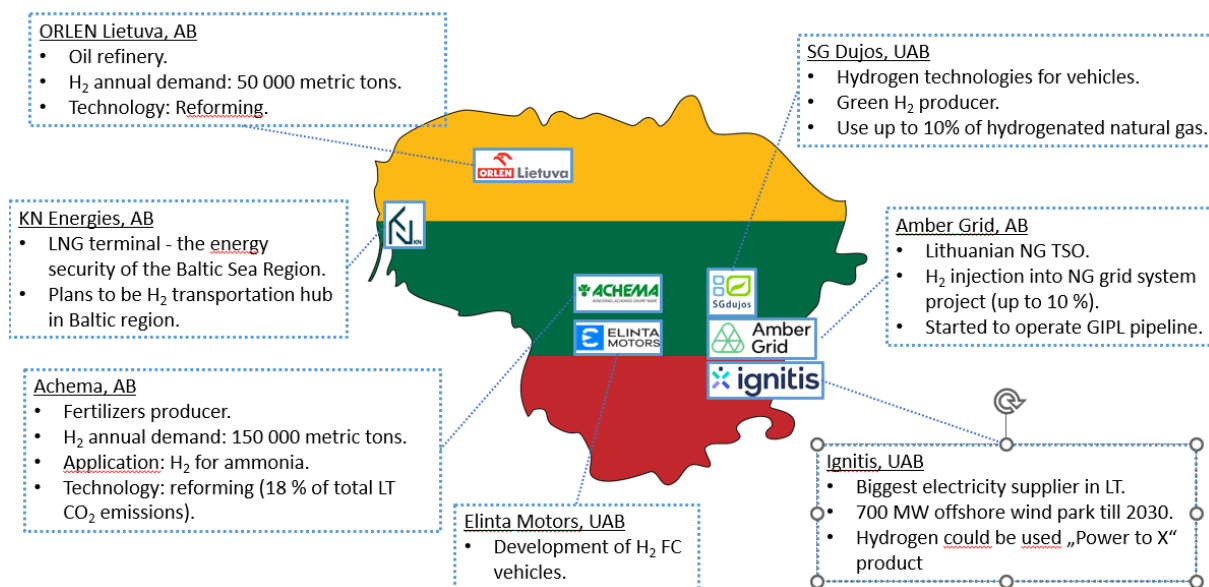 ORLEN Lietuva, AB
• Oil refinery.
• H₂ annual demand: 50 000 metric tons.
• Technology: Reforming.
SG Dujos, UAB
• Hydrogen technologies for vehicles.
• Green H₂ producer.
• Use up to 10% of hydrogenated natural gas.
ORLEN Lietuva
KN Energies, AB
• LNG terminal - the energy
security of the Baltic Sea Region.
• Plans to be H₂ transportation hub
in Baltic region.
KN
Amber Grid, AB
• Lithuanian NG TSO.
• H₂ injection into NG grid system
project (up to 10 %).
• Started to operate GIPL pipeline.
ACHEMA
SGdujos
ELINTA
MOTORS
Amber
Grid
ignitis
Achema, AB
• Fertilizers producer.
• H₂ annual demand: 150 000 metric tons.
• Application: H₂ for ammonia.
• Technology: reforming (18 % of total LT
CO₂ emissions).
Elinta Motors, UAB
• Development of H₂ FC
vehicles.
Ignitis, UAB
• Biggest electricity supplier in LT.
• 700 MW offshore wind park till 2030.
• Hydrogen could be used „Power to X“
product